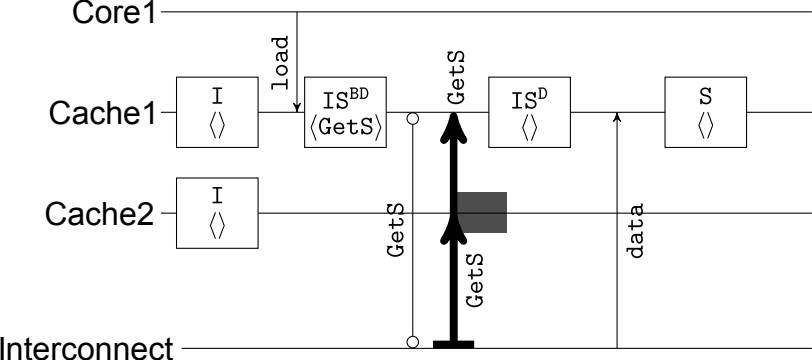 Core1
load
GetS
Cache1
I
⟨⟩
IS^BD
⟨GetS⟩
IS^D
⟨⟩
S
⟨⟩
Cache2
I
⟨⟩
GetS
GetS
data
Interconnect